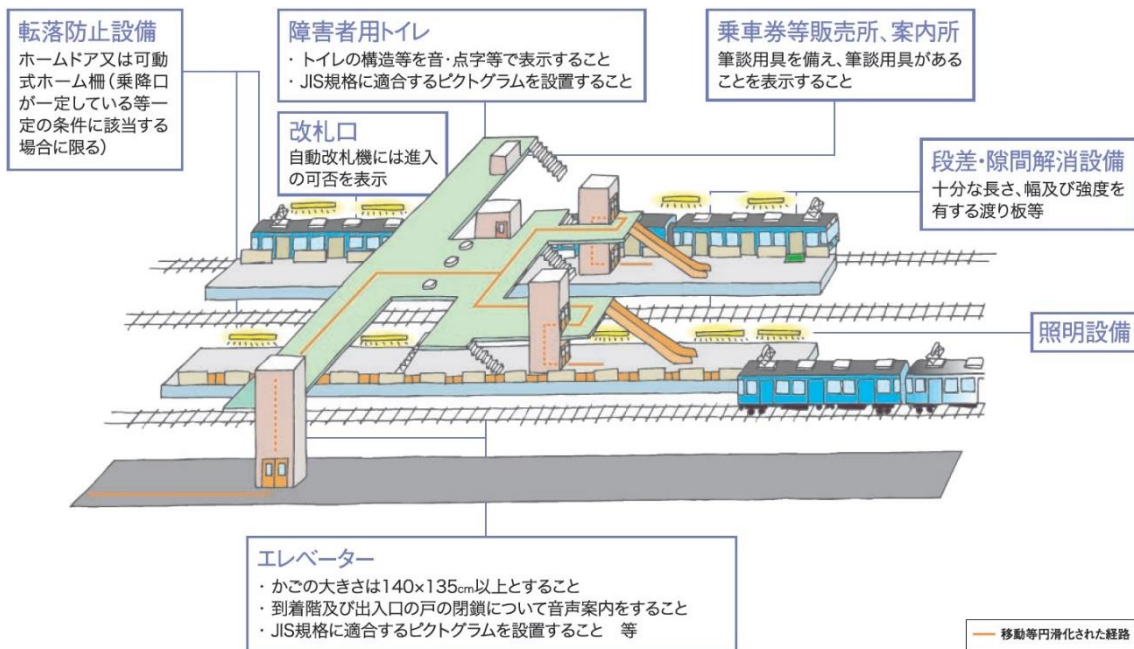 転落防止設備
ホームドア又は可動
式ホーム柵(乗降口
が一定している等一
定の条件に該当する
場合に限る)
障害者用トイレ
・トイレの構造等を音・点字等で表示すること
・JIS規格に適合するピクトグラムを設置すること
乗車券等販売所、案内所
筆談用具を備え、筆談用具がある
ことを表示すること
改札口
自動改札機には進入
の可否を表示
段差・隙間解消設備
十分な長さ、幅及び強度を
有する渡り板等
照明設備
エレベーター
・かごの大きさは140×135cm以上とすること
・到着階及び出入口の戸の閉鎖について音声案内をすること
・JIS規格に適合するピクトグラムを設置すること 等
移動等円滑化された経路